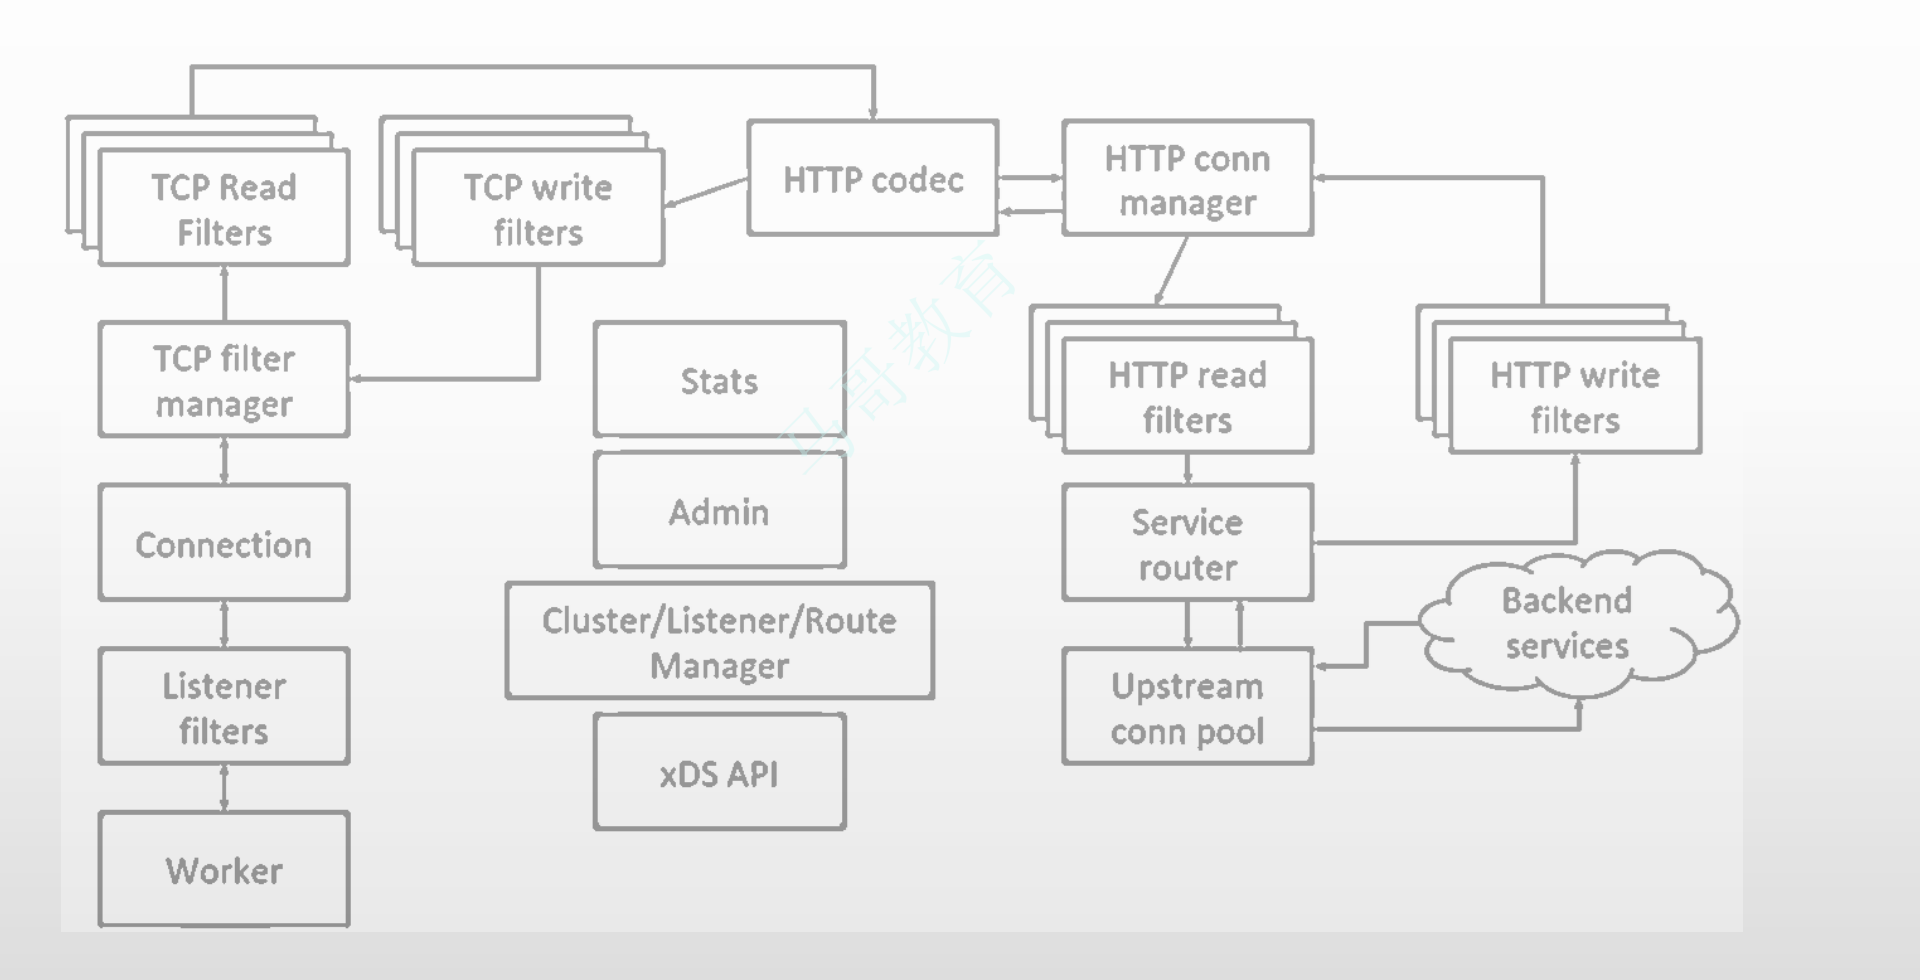 TCP Read
Filters
TCP write
filters
HTTP codec
HTTP conn
manager
TCP filter
manager
Stats
HTTP read
filters
HTTP write
filters
Connection
Admin
Service
router
Cluster/Listener/Route
Manager
Backend
services
Listener
filters
xDS API
Upstream
conn pool
Worker
马哥教育